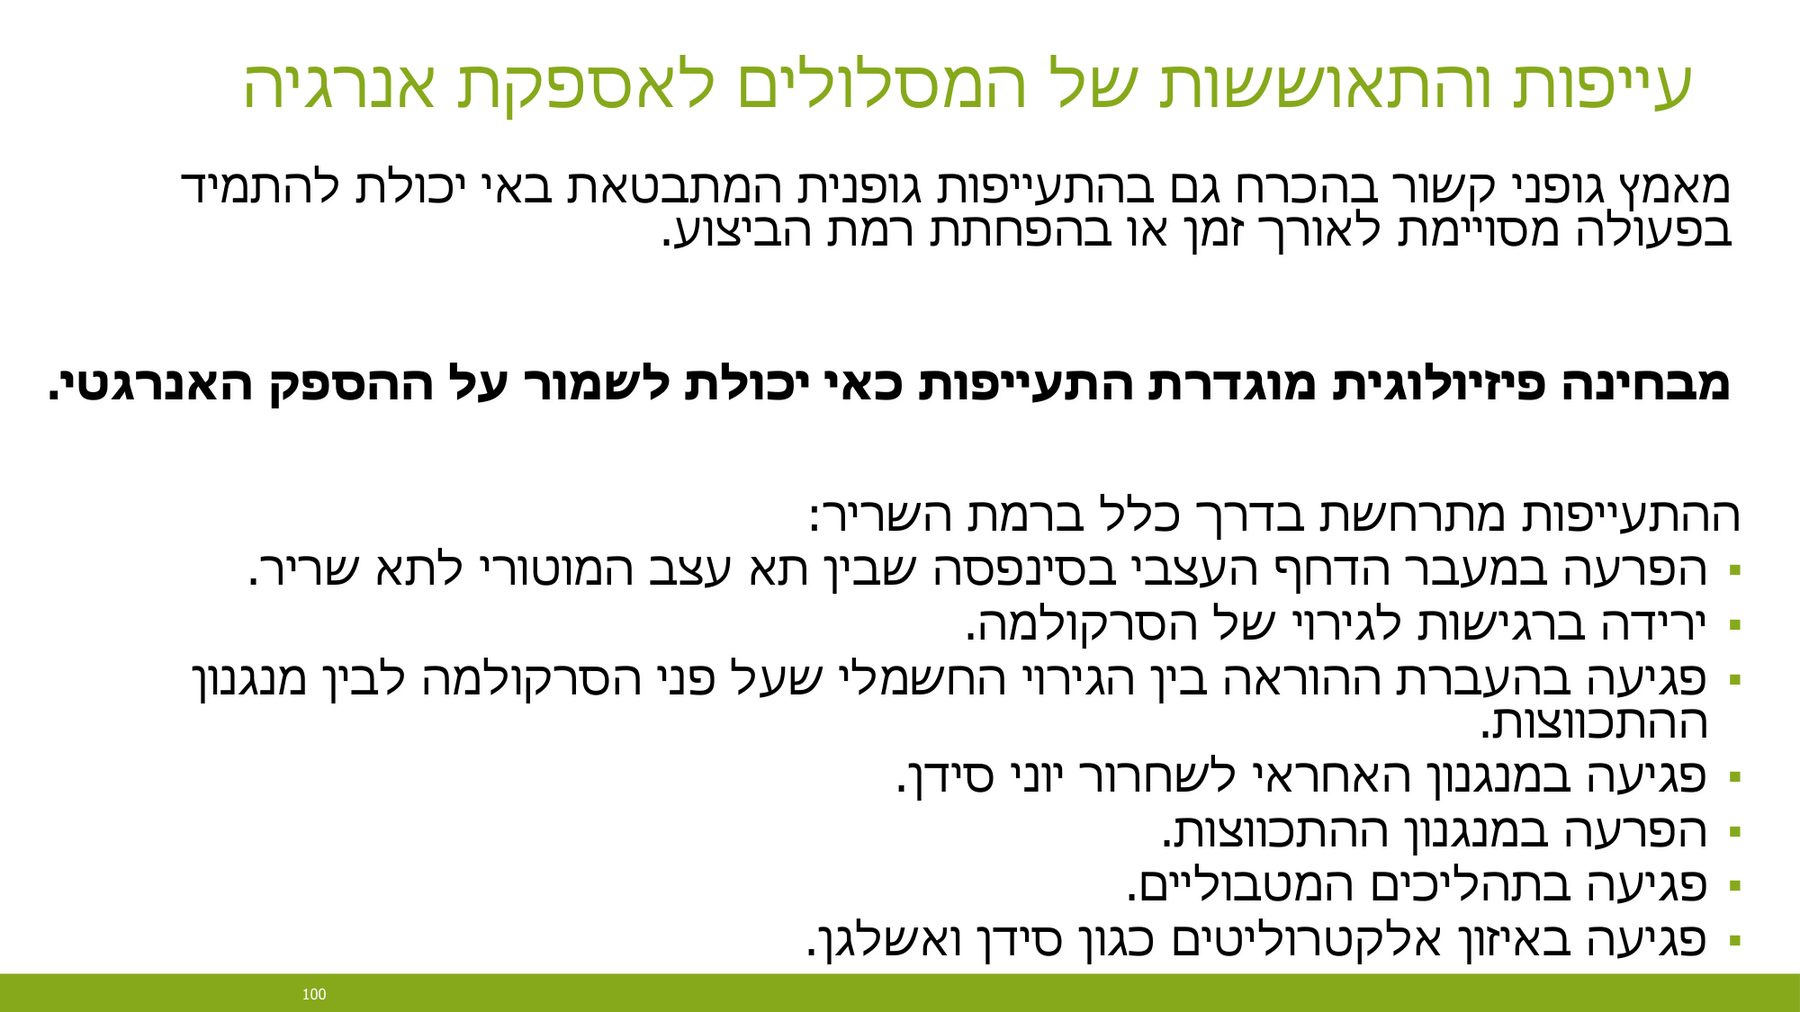 עייפות והתאוששות של המסלולים לאספקת אנרגיה
מאמץ גופני קשור בהכרח גם בהתעייפות גופנית המתבטאת באי יכולת להתמיד
בפעולה מסויימת לאורך זמן או בהפחתת רמת הביצוע.
מבחינה פיזיולוגית מוגדרת התעייפות כאי יכולת לשמור על ההספק האנרגטי.
ההתעייפות מתרחשת בדרך כלל ברמת השריר:
▪ הפרעה במעבר הדחף העצבי בסינפסה שבין תא עצב המוטורי לתא שריר.
▪ ירידה ברגישות לגירוי של הסרקולמה.
▪ פגיעה בהעברת ההוראה בין הגירוי החשמלי שעל פני הסרקולמה לבין מנגנון
ההתכווצות.
▪ פגיעה במנגנון האחראי לשחרור יוני סידן.
▪ הפרעה במנגנון ההתכווצות.
▪ פגיעה בתהליכים המטבוליים.
▪ פגיעה באיזון אלקטרוליטים כגון סידן ואשלגן.
100